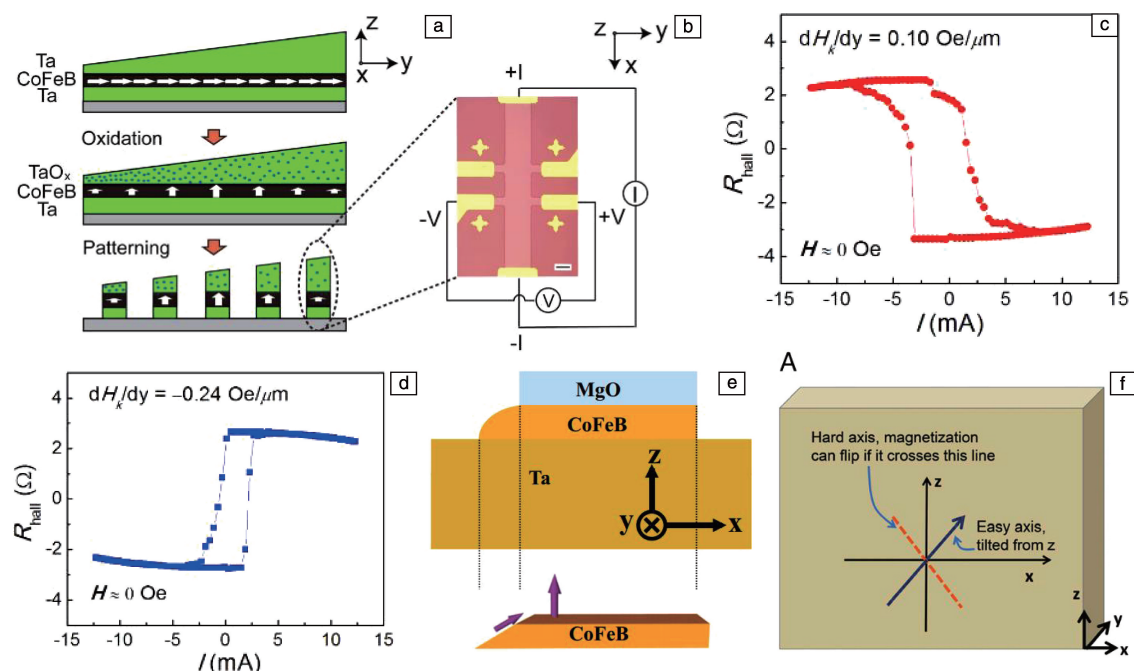 a
z
y
x
Ta
CoFeB
Ta
Oxidation
TaOₓ
CoFeB
Ta
Patterning
b
z
y
x
+I
I
-V
+V
V
-I
c
dHₖ/dy = 0.10 Oe/µm
4
2
0
-2
-4
R_hall (Ω)
H ≈ 0 Oe
-15 -10 -5 0 5 10 15
I (mA)
d
dHₖ/dy = −0.24 Oe/µm
4
2
0
-2
-4
R_hall (Ω)
H ≈ 0 Oe
-15 -10 -5 0 5 10 15
I (mA)
e
MgO
CoFeB
Ta
z
y
x
CoFeB
A
f
Hard axis, magnetization
can flip if it crosses this line
z
Easy axis,
tilted from z
x
z
y
x